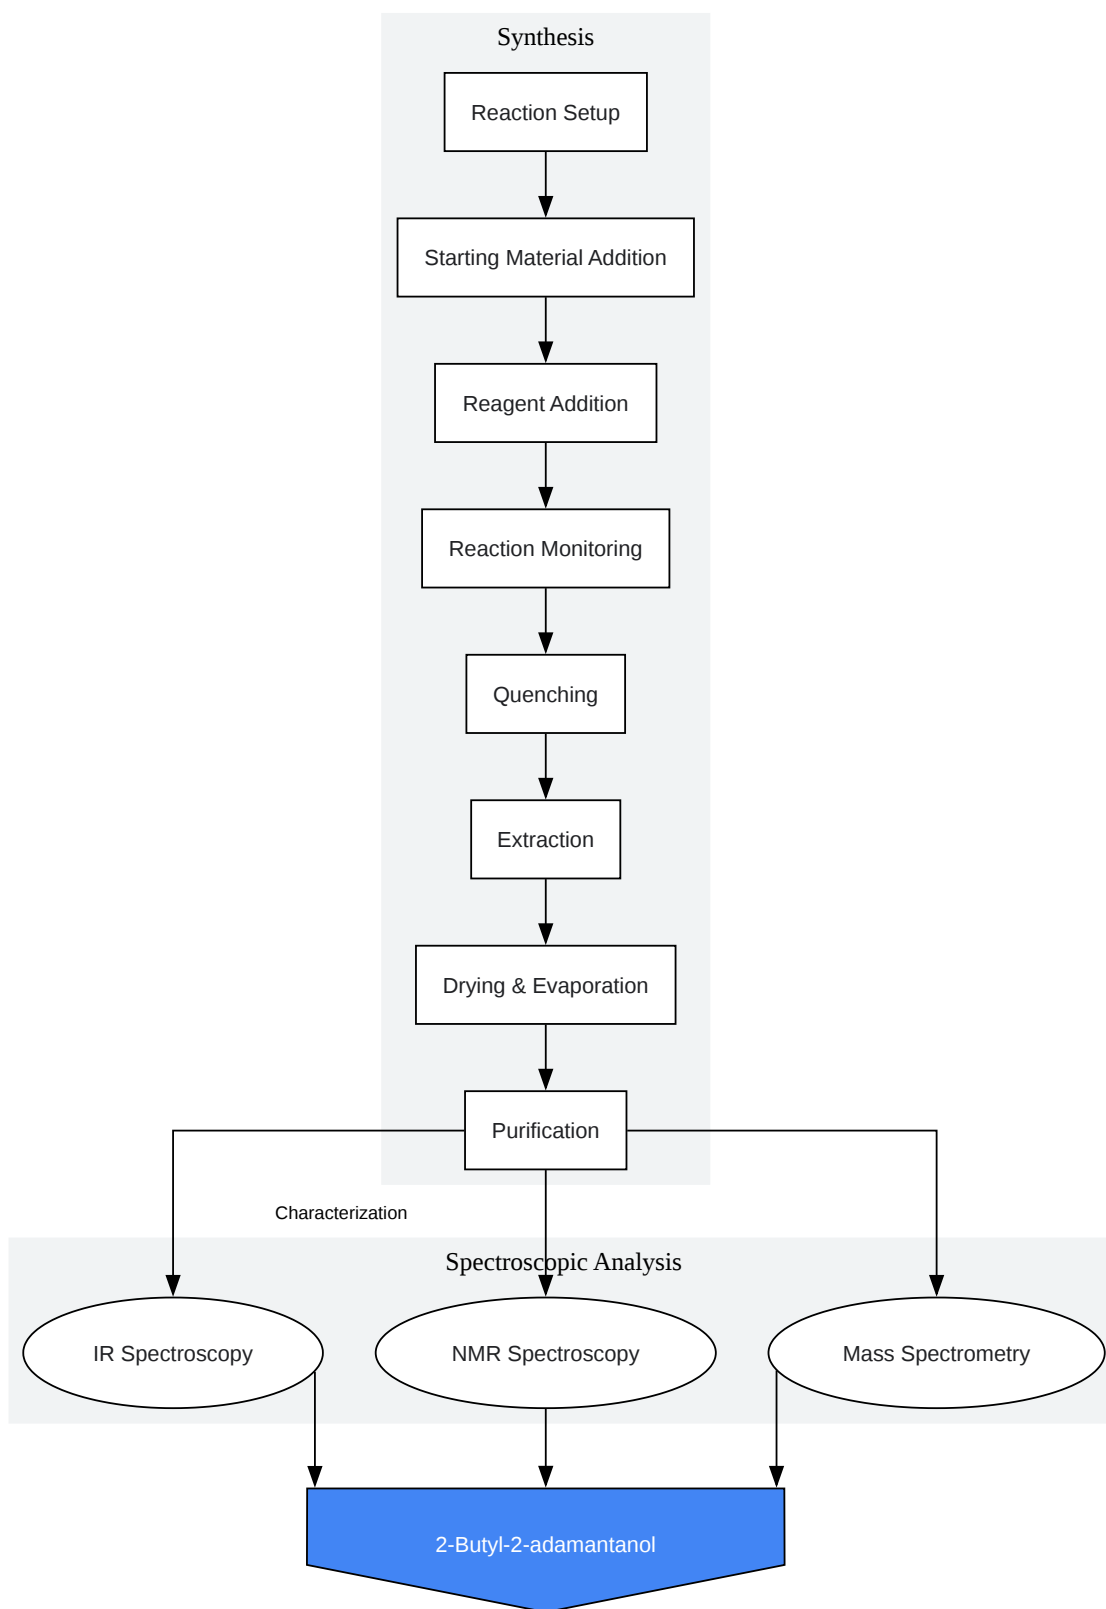 Synthesis
Reaction Setup
Starting Material Addition
Reagent Addition
Reaction Monitoring
Quenching
Extraction
Drying & Evaporation
Purification
Characterization
Spectroscopic Analysis
IR Spectroscopy
NMR Spectroscopy
Mass Spectrometry
2-Butyl-2-adamantanol